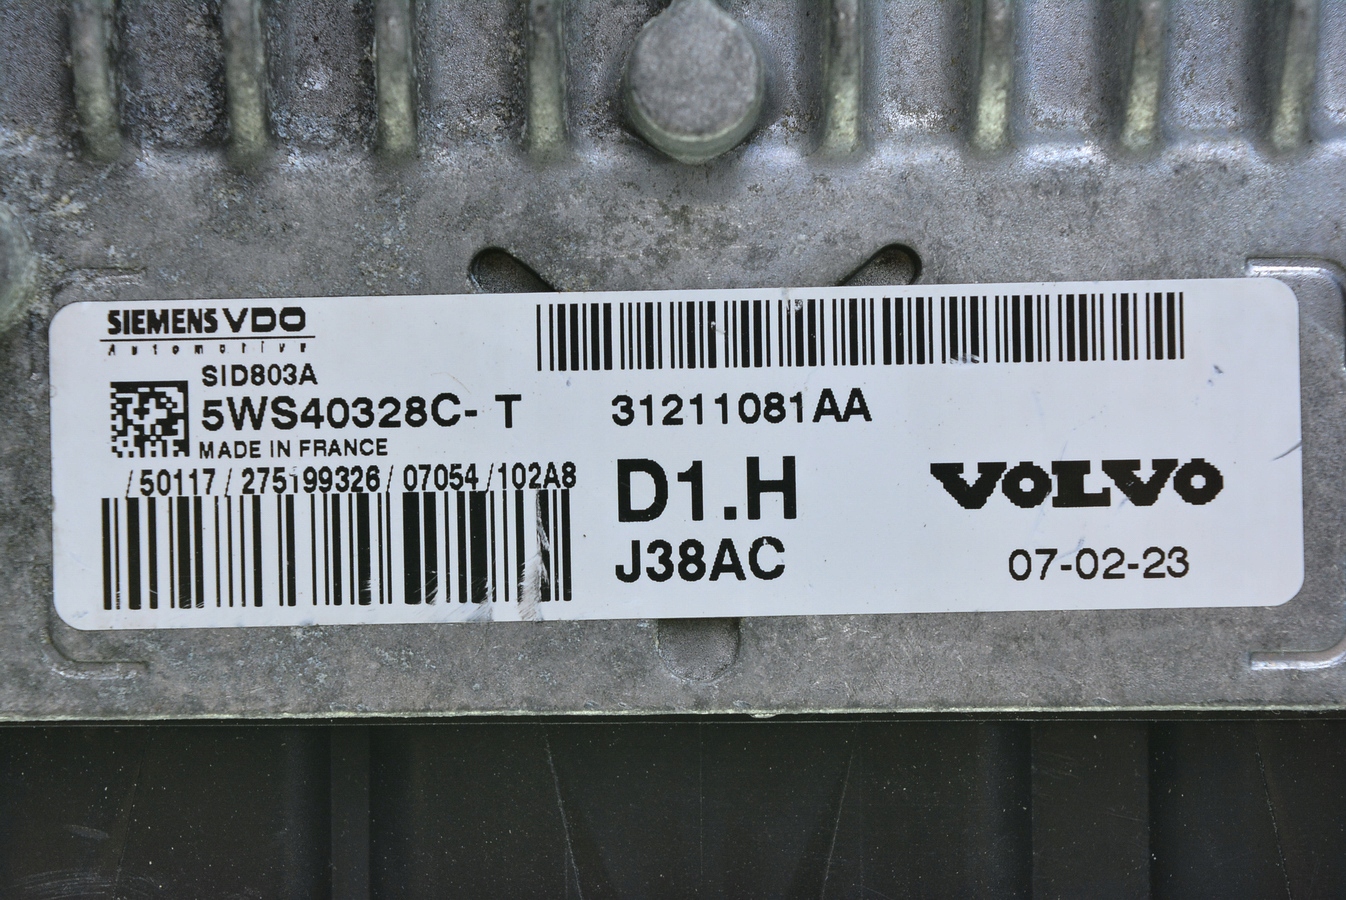 SIEMENS VDO
Automotive
SID803A
5WS40328C- T
MADE IN FRANCE
/50117/275199326/07054/102A8
31211081AA
D1.H
J38AC
VOLVO
07-02-23